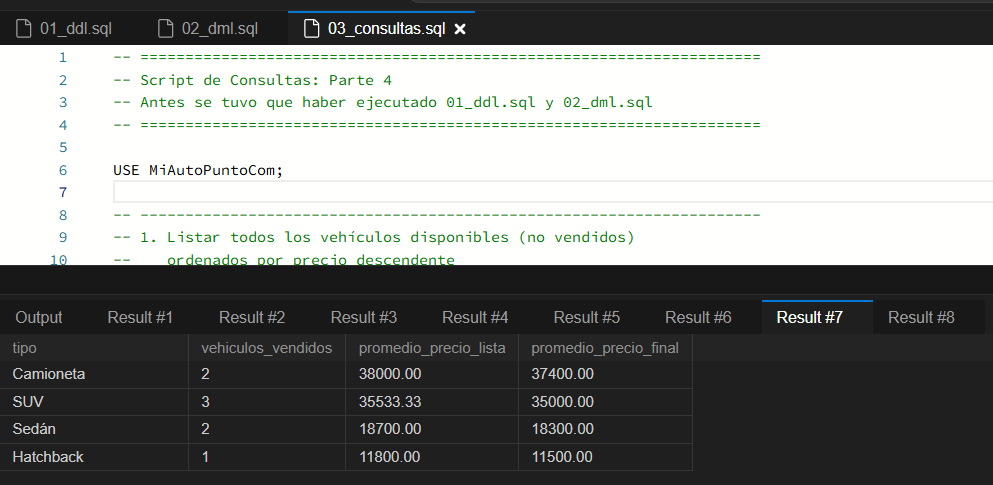 01_ddl.sql 02_dml.sql 03_consultas.sql
1 -- =====================================================================
2 -- Script de Consultas: Parte 4
3 -- Antes se tuvo que haber ejecutado 01_ddl.sql y 02_dml.sql
4 -- =====================================================================
5
6 USE MiAutoPuntoCom;
7
8 -- ---------------------------------------------------------------------
9 -- 1. Listar todos los vehículos disponibles (no vendidos)
10 -- ordenados por precio descendente
Output Result #1 Result #2 Result #3 Result #4 Result #5 Result #6 Result #7 Result #8
tipo vehiculos_vendidos promedio_precio_lista promedio_precio_final
Camioneta 2 38000.00 37400.00
SUV 3 35533.33 35000.00
Sedán 2 18700.00 18300.00
Hatchback 1 11800.00 11500.00